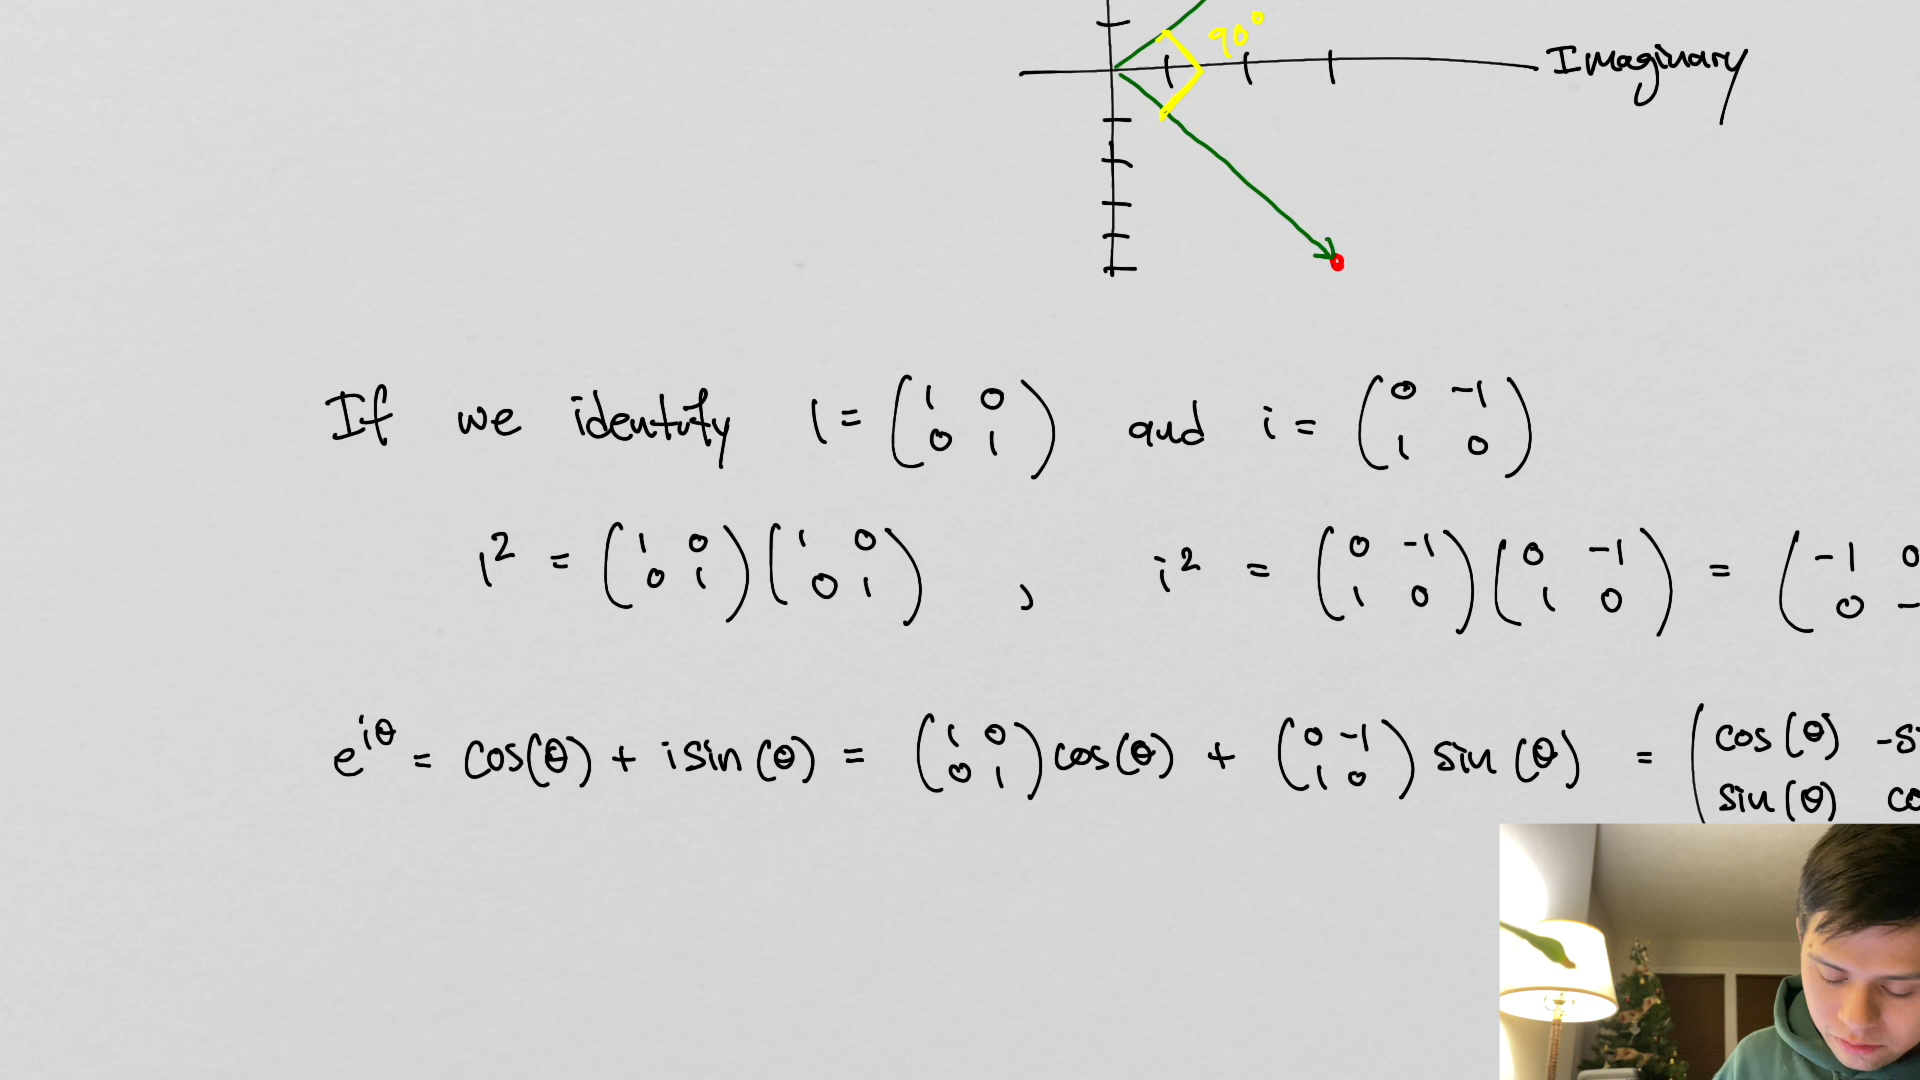 90°
Imaginary
If we identify 1 = ( 1 0 ; 0 1 ) and i = ( 0 -1 ; 1 0 )
1² = ( 1 0 ; 0 1 ) ( 1 0 ; 0 1 ) , i² = ( 0 -1 ; 1 0 ) ( 0 -1 ; 1 0 ) = ( -1 0 ; 0 -
e^{iθ} = cos(θ) + i sin(θ) = ( 1 0 ; 0 1 ) cos(θ) + ( 0 -1 ; 1 0 ) sin(θ) = ( cos(θ) -s ; sin(θ) co